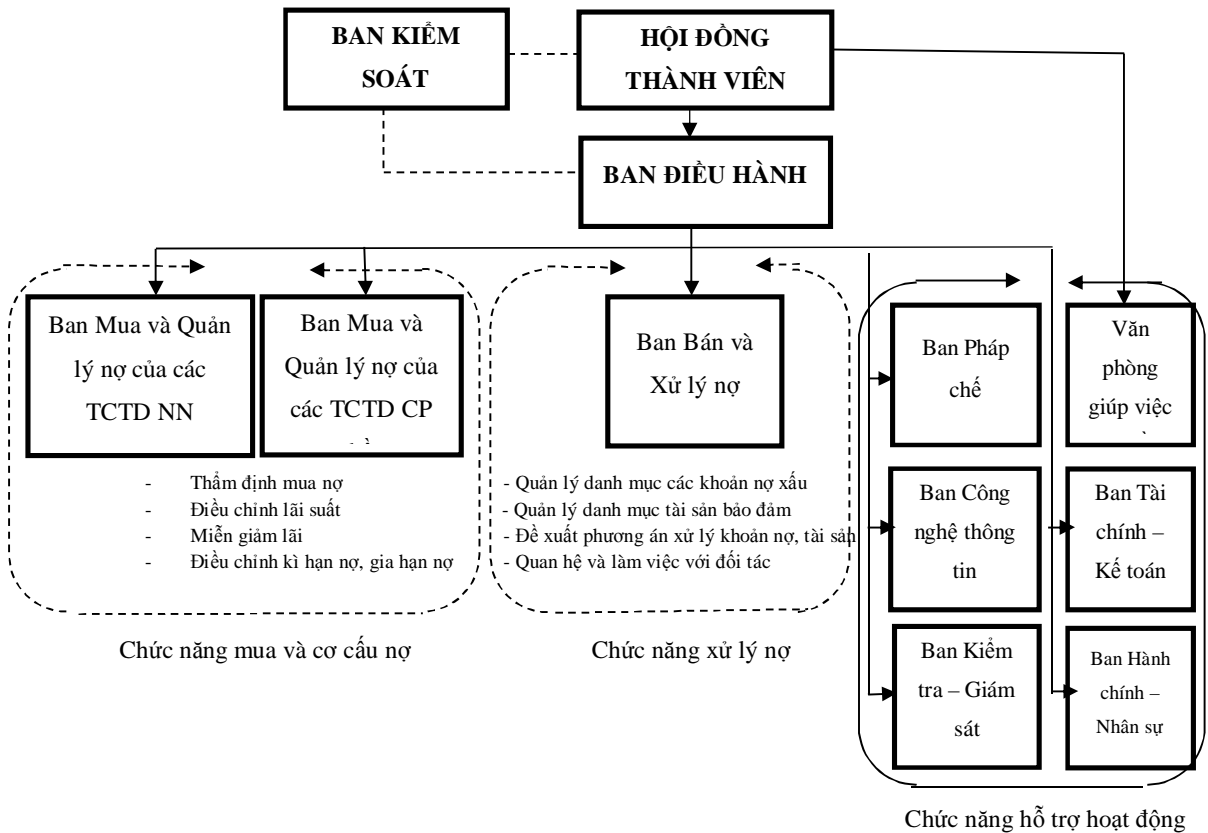 BAN KIỂM
SOÁT
HỘI ĐỒNG
THÀNH VIÊN
BAN ĐIỀU HÀNH
Ban Mua và Quản
lý nợ của các
TCTD NN
Ban Mua và
Quản lý nợ của
các TCTD CP
Ban Bán và
Xử lý nợ
Ban Pháp
chế
Văn
phòng
giúp việc
- Thẩm định mua nợ
- Điều chỉnh lãi suất
- Miễn giảm lãi
- Điều chỉnh kì hạn nợ, gia hạn nợ
- Quản lý danh mục các khoản nợ xấu
- Quản lý danh mục tài sản bảo đảm
- Đề xuất phương án xử lý khoản nợ, tài sản
- Quan hệ và làm việc với đối tác
Ban Công
nghệ thông
tin
Ban Tài
chính –
Kế toán
Chức năng mua và cơ cấu nợ
Chức năng xử lý nợ
Ban Kiểm
tra – Giám
sát
Ban Hành
chính –
Nhân sự
Chức năng hỗ trợ hoạt động